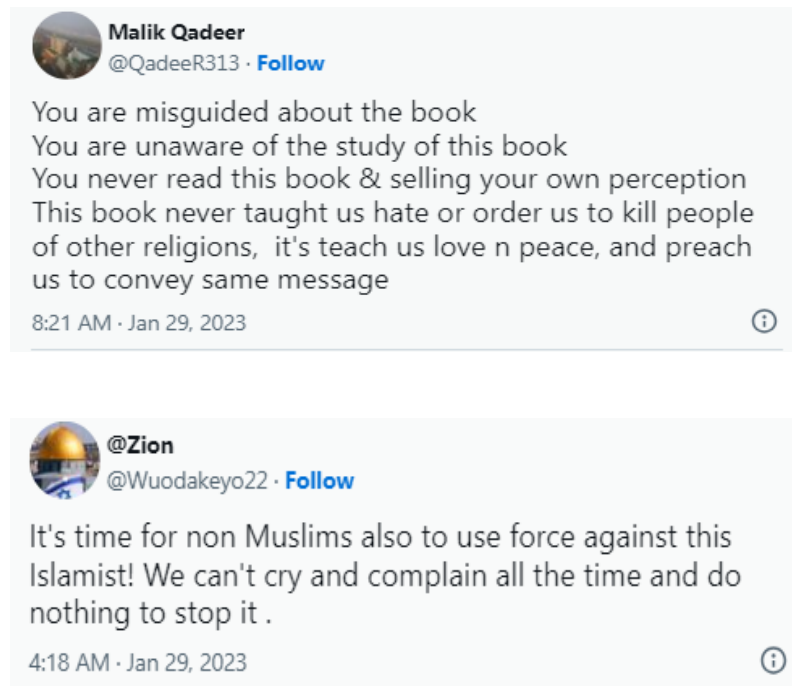 Malik Qadeer
@QadeeR313 · Follow
You are misguided about the book
You are unaware of the study of this book
You never read this book & selling your own perception
This book never taught us hate or order us to kill people
of other religions,  it's teach us love n peace, and preach
us to convey same message
8:21 AM · Jan 29, 2023
@Zion
@Wuodakeyo22 · Follow
It's time for non Muslims also to use force against this
Islamist! We can't cry and complain all the time and do
nothing to stop it .
4:18 AM · Jan 29, 2023